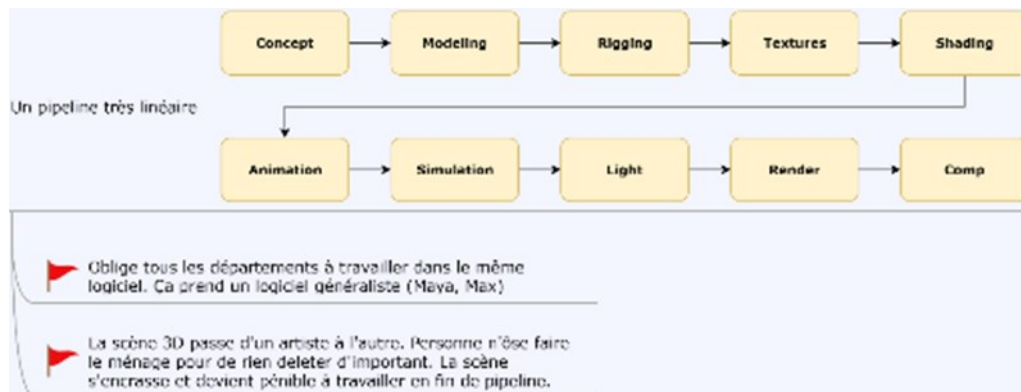 Concept Modeling Rigging Textures Shading
Un pipeline très linéaire
Animation Simulation Light Render Comp
Oblige tous les départements à travailler dans le même
logiciel. Ça prend un logiciel généraliste (Maya, Max)
La scène 3D passe d'un artiste à l'autre. Personne n'ôse faire
le ménage pour de rien deleter d'important. La scène
s'encrasse et devient pénible à travailler en fin de pipeline.